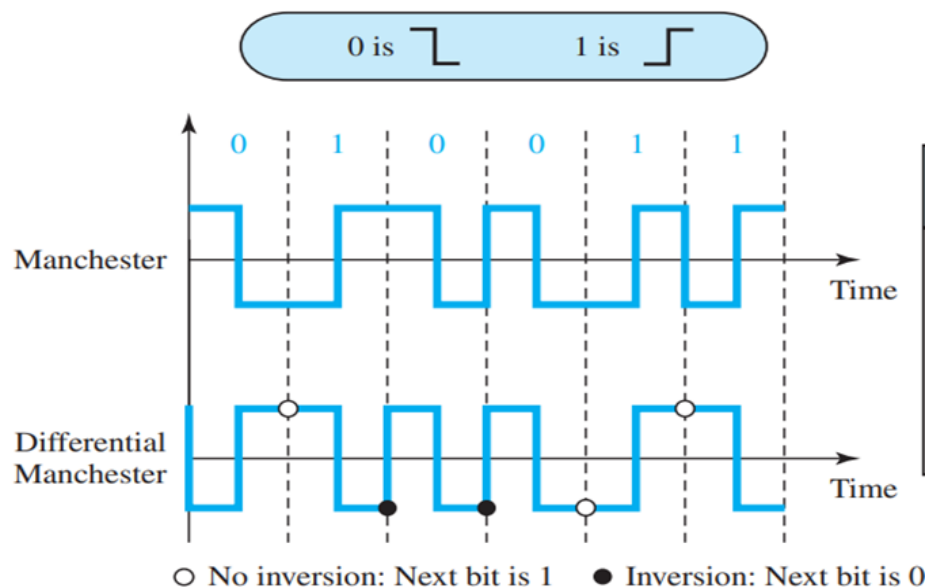 0 is 1 is
0 1 0 0 1 1
Manchester
Time
Differential
Manchester
Time
No inversion: Next bit is 1 Inversion: Next bit is 0